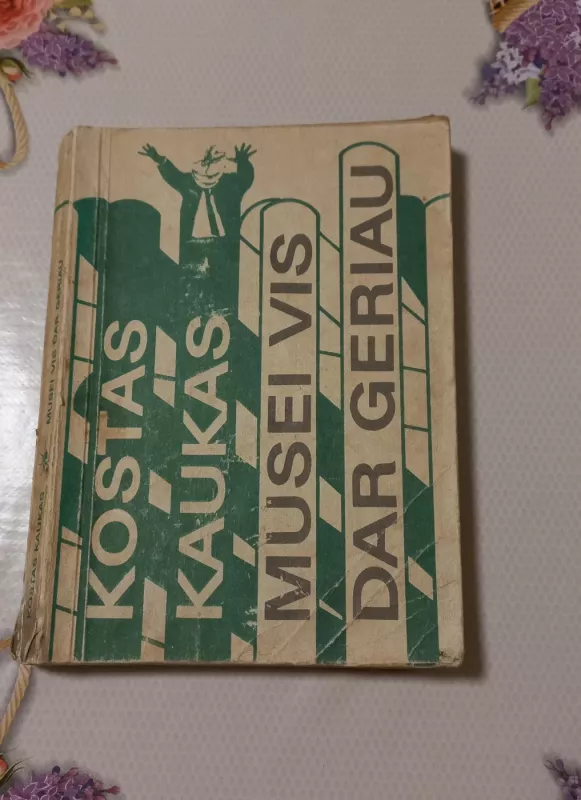 KOSTAS
KAUKAS
MUSEI VIS
DAR GERIAU
KOSTAS KAUKAS MUSEI VIS DAR GERIAU